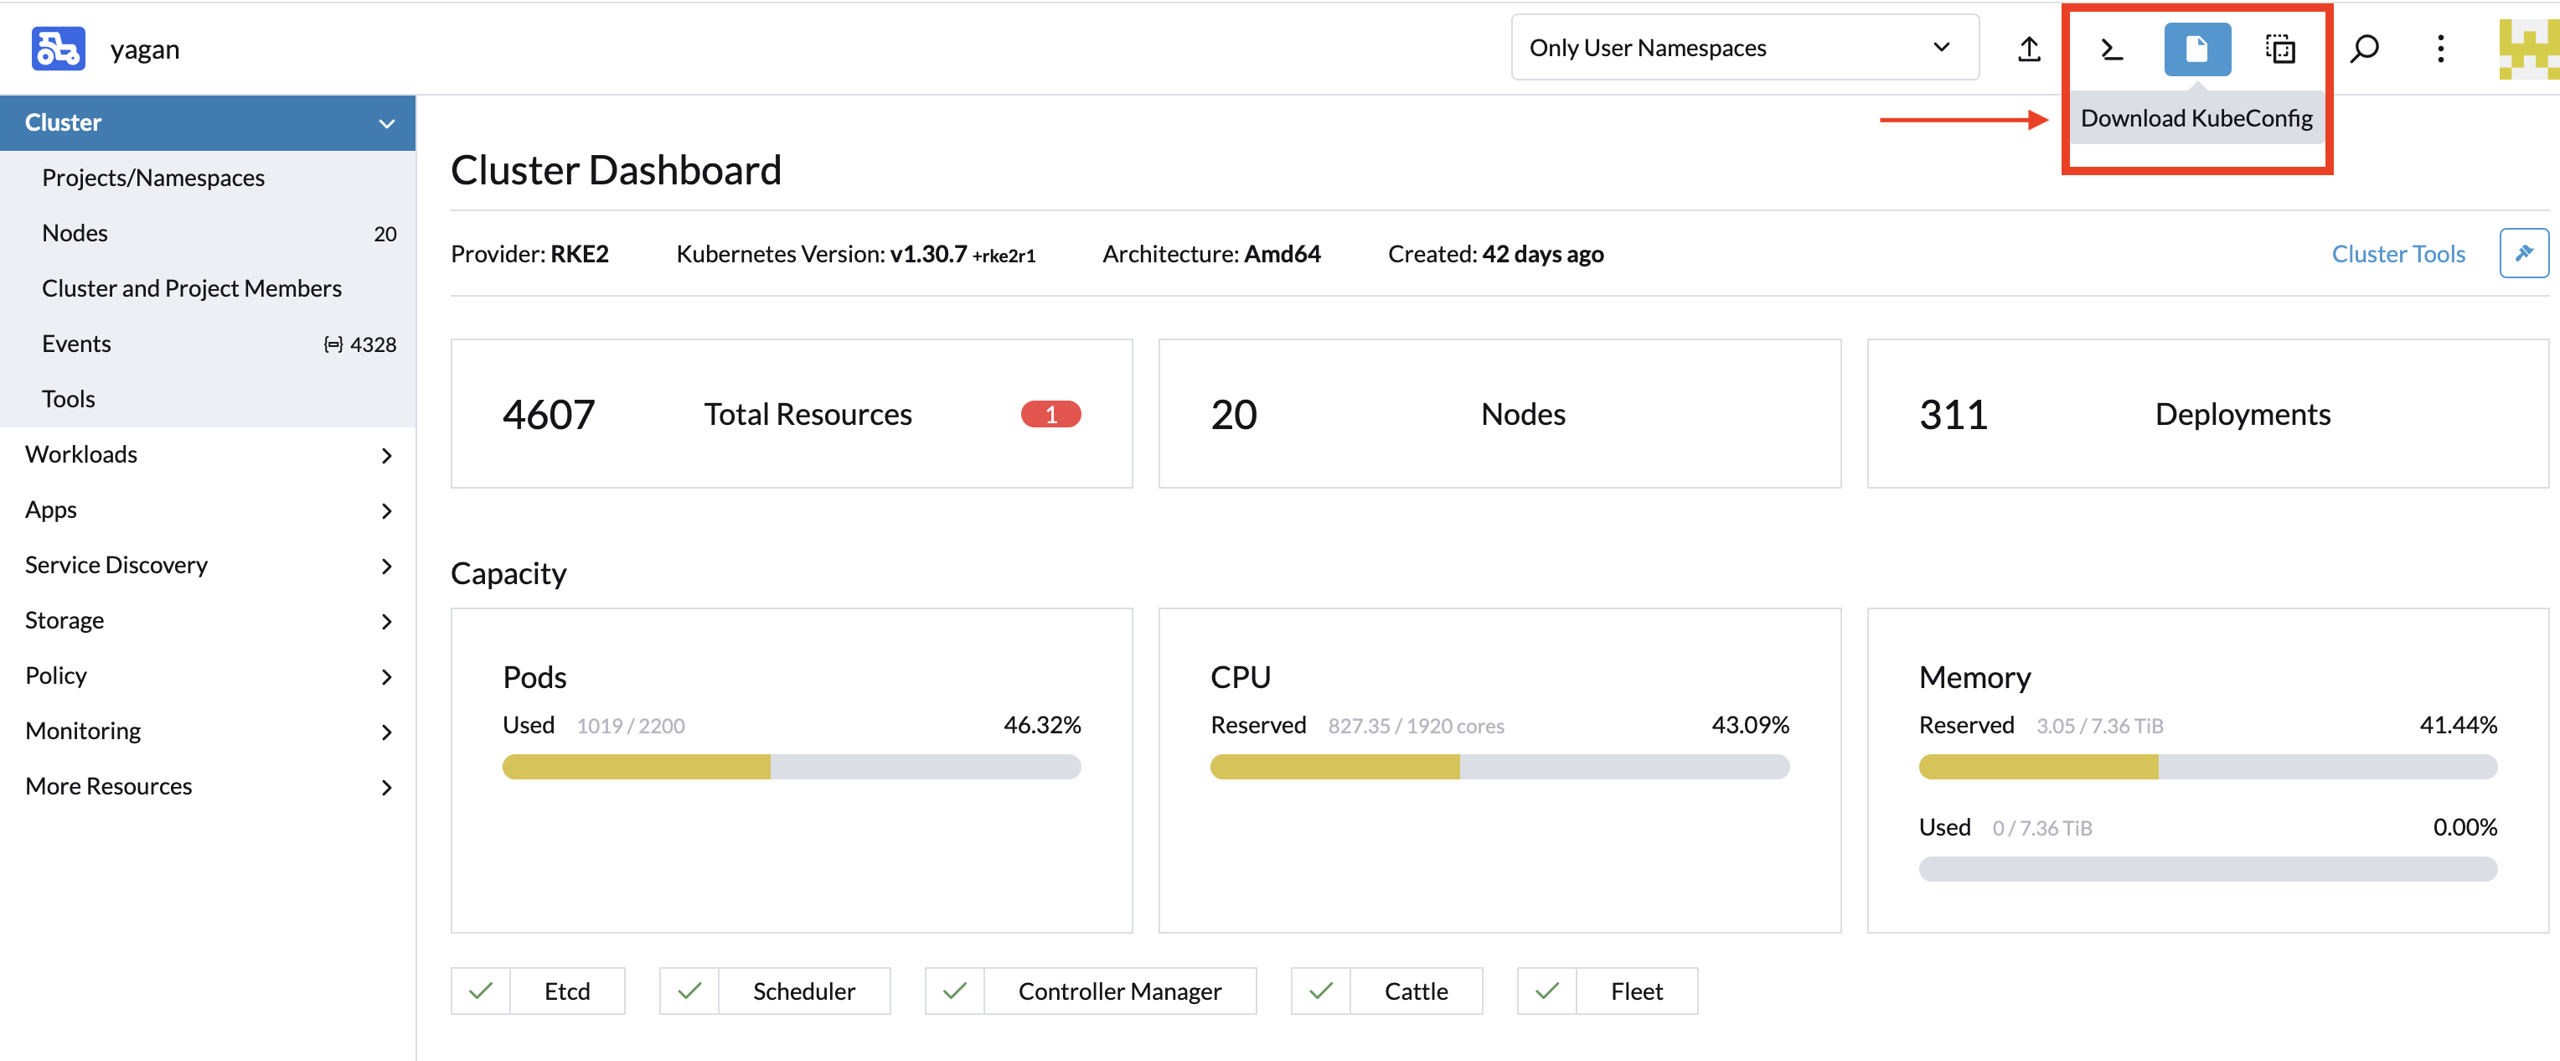 yagan
Only User Namespaces
Download KubeConfig
Cluster
Projects/Namespaces
Nodes 20
Cluster and Project Members
Events 4328
Tools
Workloads
Apps
Service Discovery
Storage
Policy
Monitoring
More Resources
Cluster Dashboard
Provider: RKE2 Kubernetes Version: v1.30.7 +rke2r1 Architecture: Amd64 Created: 42 days ago Cluster Tools
4607 Total Resources 1
20 Nodes
311 Deployments
Capacity
Pods
Used 1019 / 2200 46.32%
CPU
Reserved 827.35 / 1920 cores 43.09%
Memory
Reserved 3.05 / 7.36 TiB 41.44%
Used 0 / 7.36 TiB 0.00%
Etcd Scheduler Controller Manager Cattle Fleet